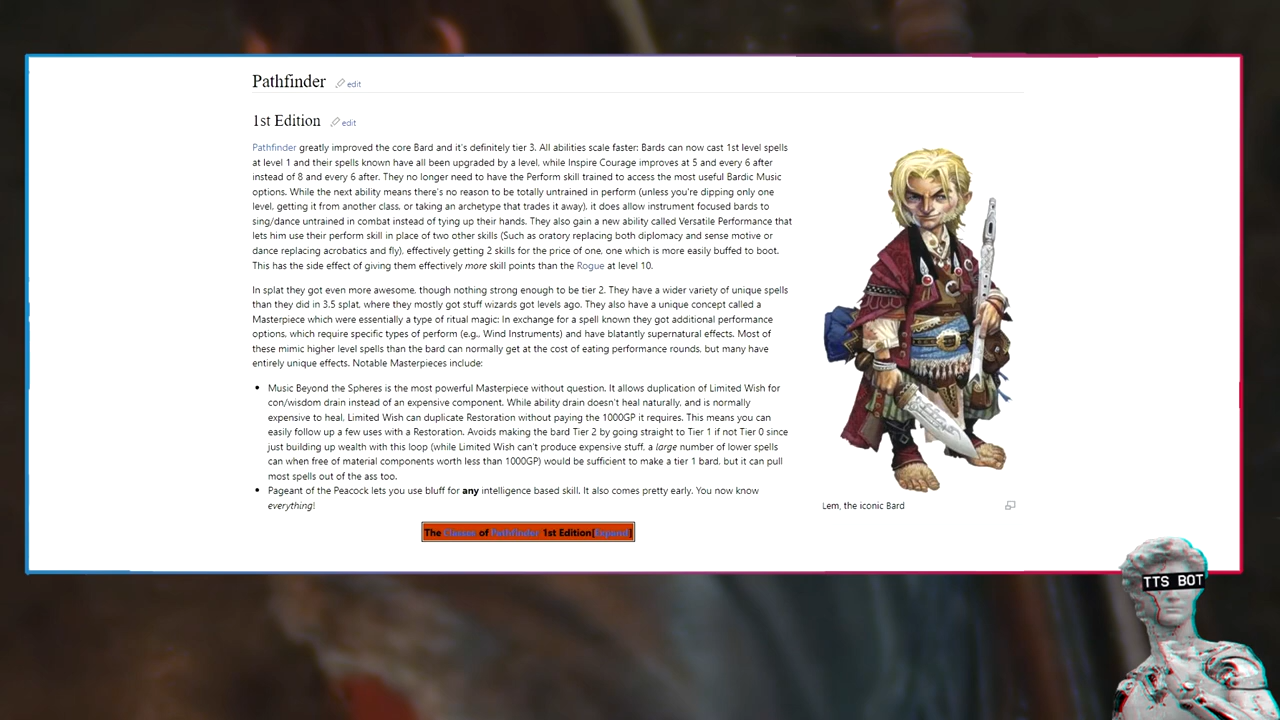 Pathfinder edit
1st Edition edit
Pathfinder greatly improved the core Bard and it's definitely tier 3. All abilities scale faster: Bards can now cast 1st level spells
at level 1 and their spells known have all been upgraded by a level, while Inspire Courage improves at 5 and every 6 after
instead of 8 and every 6 after. They no longer need to have the Perform skill trained to access the most useful Bardic Music
options. While the next ability means there's no reason to be totally untrained in perform (unless you're dipping only one
level, getting it from another class, or taking an archetype that trades it away), it does allow instrument focused bards to
sing/dance untrained in combat instead of tying up their hands. They also gain a new ability called Versatile Performance that
lets him use their perform skill in place of two other skills (Such as oratory replacing both diplomacy and sense motive or
dance replacing acrobatics and fly), effectively getting 2 skills for the price of one, one which is more easily buffed to boot.
This has the side effect of giving them effectively more skill points than the Rogue at level 10.
In splat they got even more awesome, though nothing strong enough to be tier 2. They have a wider variety of unique spells
than they did in 3.5 splat, where they mostly got stuff wizards got levels ago. They also have a unique concept called a
Masterpiece which were essentially a type of ritual magic: In exchange for a spell known they got additional performance
options, which require specific types of perform (e.g., Wind Instruments) and have blatantly supernatural effects. Most of
these mimic higher level spells than the bard can normally get at the cost of eating performance rounds, but many have
entirely unique effects. Notable Masterpieces include:
• Music Beyond the Spheres is the most powerful Masterpiece without question. It allows duplication of Limited Wish for
con/wisdom drain instead of an expensive component. While ability drain doesn't heal naturally, and is normally
expensive to heal, Limited Wish can duplicate Restoration without paying the 1000GP it requires. This means you can
easily follow up a few uses with a Restoration. Avoids making the bard Tier 2 by going straight to Tier 1 if not Tier 0 since
just building up wealth with this loop (while Limited Wish can't produce expensive stuff, a large number of lower spells
can when free of material components worth less than 1000GP) would be sufficient to make a tier 1 bard, but it can pull
most spells out of the ass too.
• Pageant of the Peacock lets you use bluff for any intelligence based skill. It also comes pretty early. You now know
everything!
Lem, the iconic Bard
The Classes of Pathfinder 1st Edition[Expand]
TTS BOT